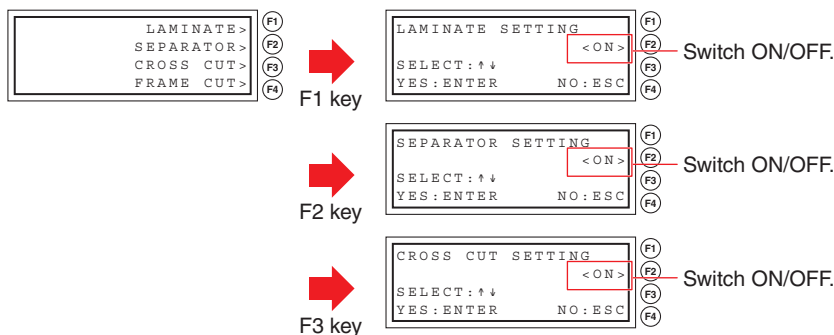 LAMINATE> F1
SEPARATOR> F2
CROSS CUT> F3
FRAME CUT> F4
F1 key
LAMINATE SETTING F1
<ON> F2
SELECT:↑↓ F3
YES:ENTER NO:ESC F4
Switch ON/OFF.
F2 key
SEPARATOR SETTING F1
<ON> F2
SELECT:↑↓ F3
YES:ENTER NO:ESC F4
Switch ON/OFF.
F3 key
CROSS CUT SETTING F1
<ON> F2
SELECT:↑↓ F3
YES:ENTER NO:ESC F4
Switch ON/OFF.